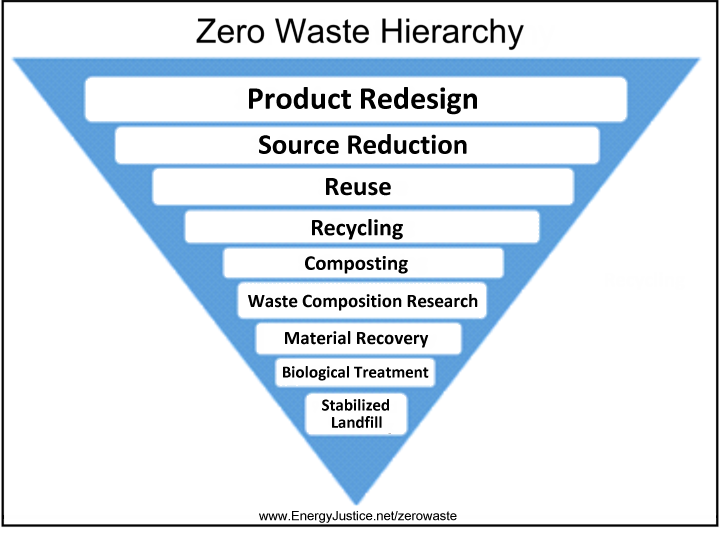 Zero Waste Hierarchy
Product Redesign
Source Reduction
Reuse
Recycling
Composting
Waste Composition Research
Material Recovery
Biological Treatment
Stabilized
Landfill
www.EnergyJustice.net/zerowaste